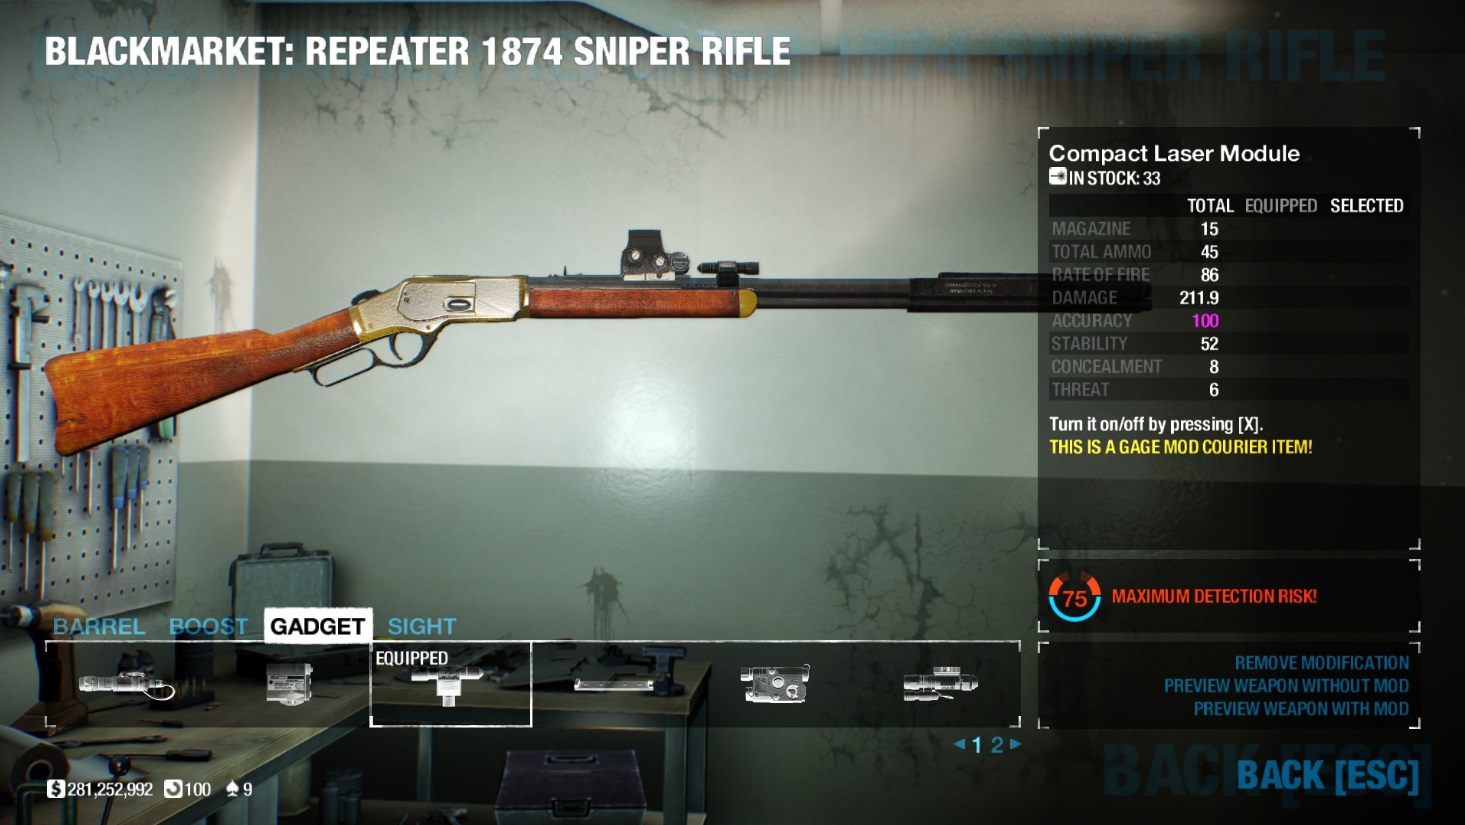 BLACKMARKET: REPEATER 1874 SNIPER RIFLE
Compact Laser Module
IN STOCK: 33
TOTAL EQUIPPED SELECTED
MAGAZINE 15
TOTAL AMMO 45
RATE OF FIRE 86
DAMAGE 211.9
ACCURACY 100
STABILITY 52
CONCEALMENT 8
THREAT 6
Turn it on/off by pressing [X].
THIS IS A GAGE MOD COURIER ITEM!
75 MAXIMUM DETECTION RISK!
BARREL BOOST GADGET SIGHT
EQUIPPED
REMOVE MODIFICATION
PREVIEW WEAPON WITHOUT MOD
PREVIEW WEAPON WITH MOD
1 2
$281,252,992 100 ♠ 9
BACK [ESC]